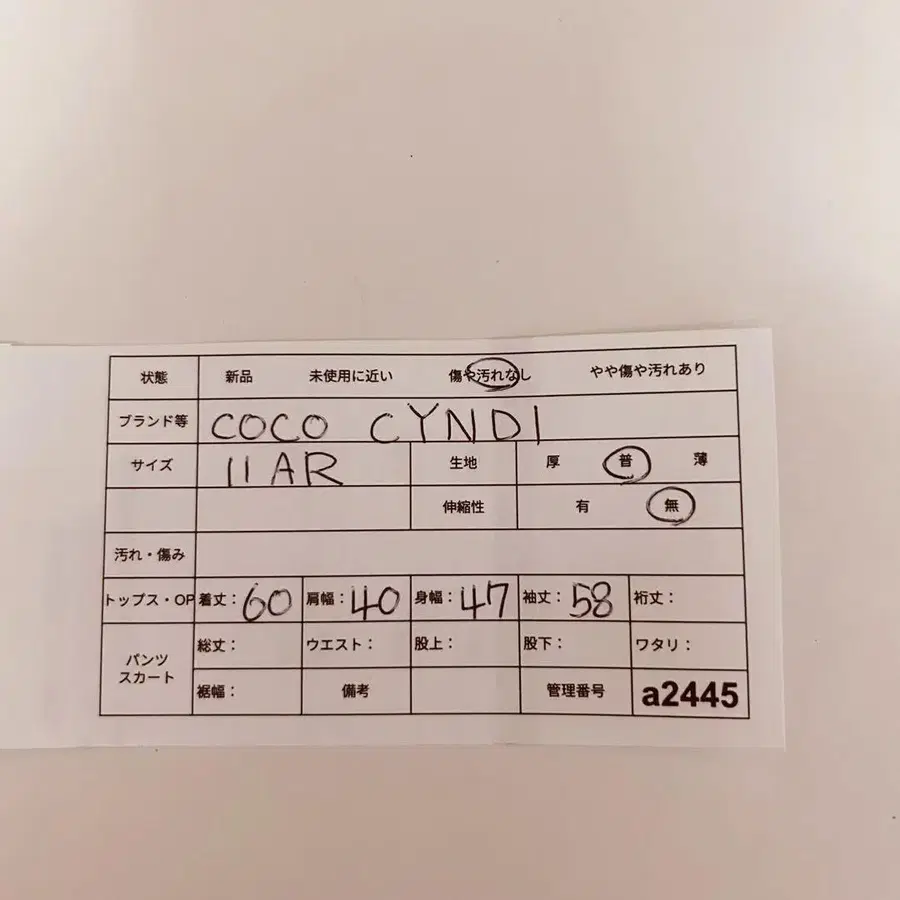 状態 新品 未使用に近い 傷や汚れなし やや傷や汚れあり
ブランド等 COCO CYNDI
サイズ 11AR 生地 厚 普 薄
伸縮性 有 無
汚れ・傷み
トップス・OP 着丈：60 肩幅：40 身幅：47 袖丈：58 裄丈：
パンツ スカート 総丈： ウエスト： 股上： 股下： ワタリ：
裾幅： 備考 管理番号 a2445